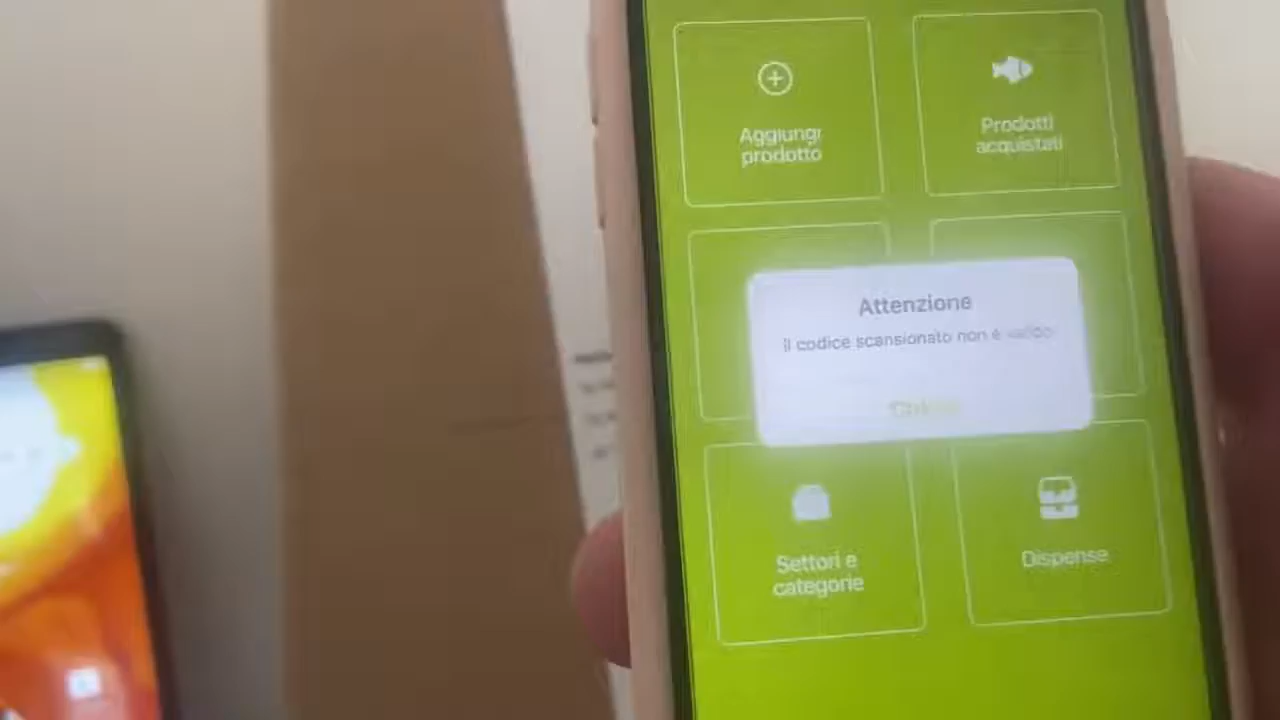 Aggiungi
prodotto
Prodotti
acquistati
Attenzione
Il codice scansionato non è valido
Settori e
categorie
Dispense